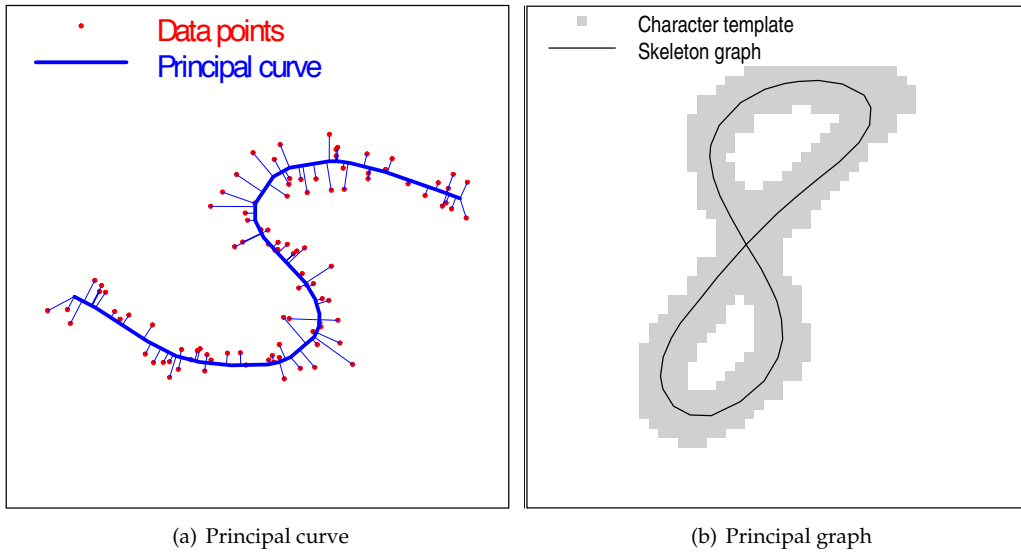 Data points
Principal curve
Character template
Skeleton graph
(a) Principal curve
(b) Principal graph